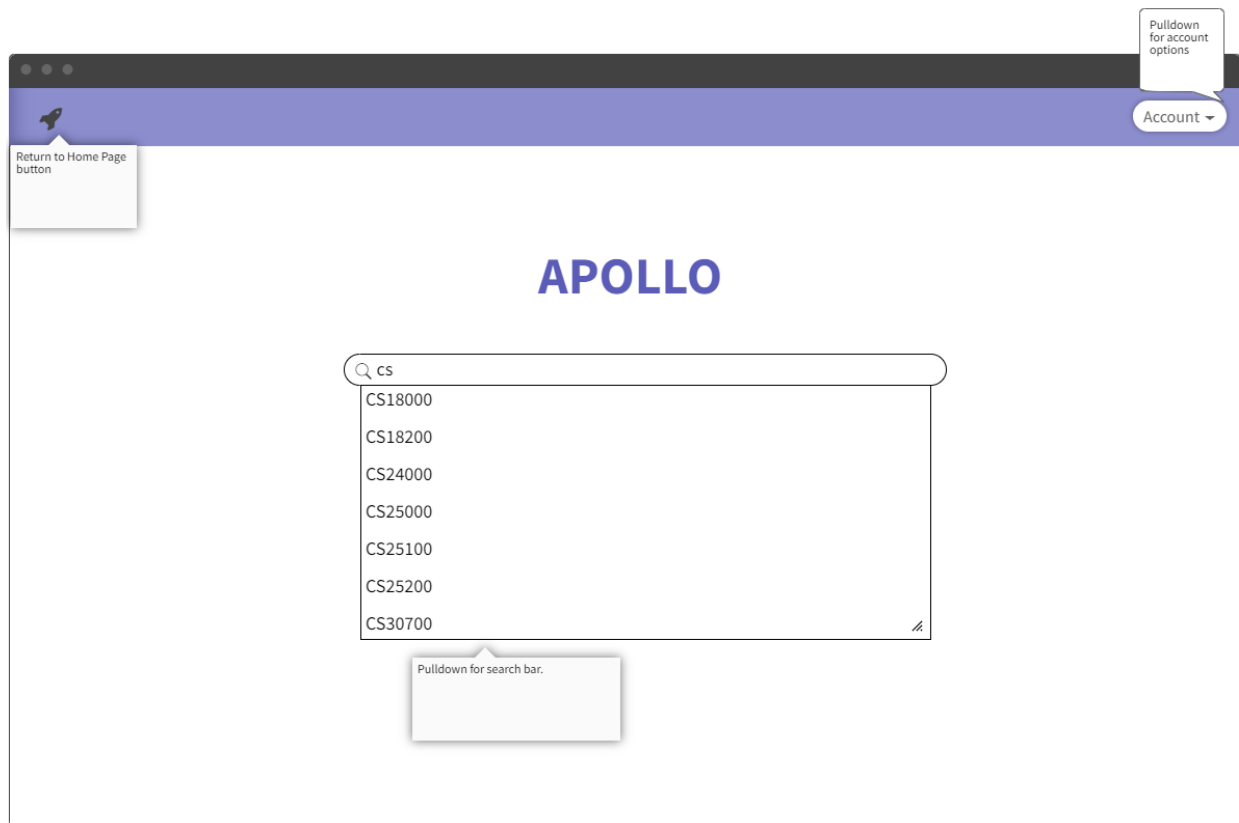 Pulldown
for account
options
Account
Return to Home Page
button
APOLLO
cs
CS18000
CS18200
CS24000
CS25000
CS25100
CS25200
CS30700
Pulldown for search bar.